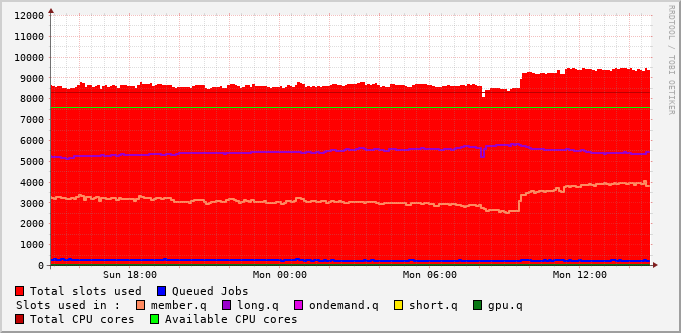 12000
11000
10000
9000
8000
7000
6000
5000
4000
3000
2000
1000
0
Sun 18:00 Mon 00:00 Mon 06:00 Mon 12:00
RRDTOOL / TOBI OETIKER
Total slots used Queued Jobs
Slots used in : member.q long.q ondemand.q short.q gpu.q
Total CPU cores Available CPU cores